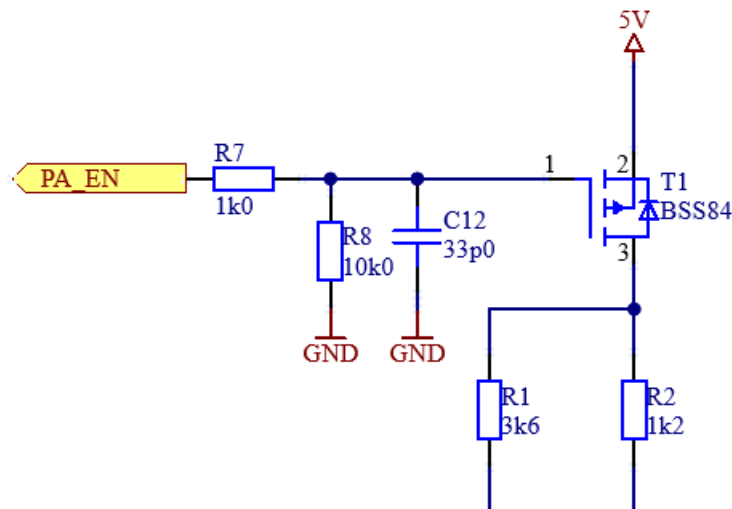 5V
R7
PA_EN
1k0
1
2
T1
BSS84
R8
10k0
C12
33p0
3
GND
GND
R1
3k6
R2
1k2